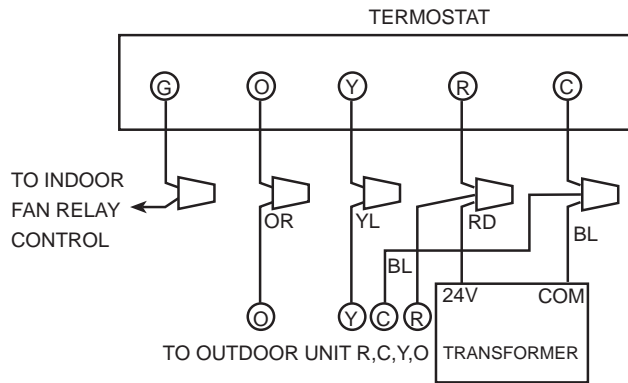 TERMOSTAT
G O Y R C
TO INDOOR
FAN RELAY
CONTROL
OR YL RD BL
BL
24V COM
O Y C R
TO OUTDOOR UNIT R,C,Y,O
TRANSFORMER